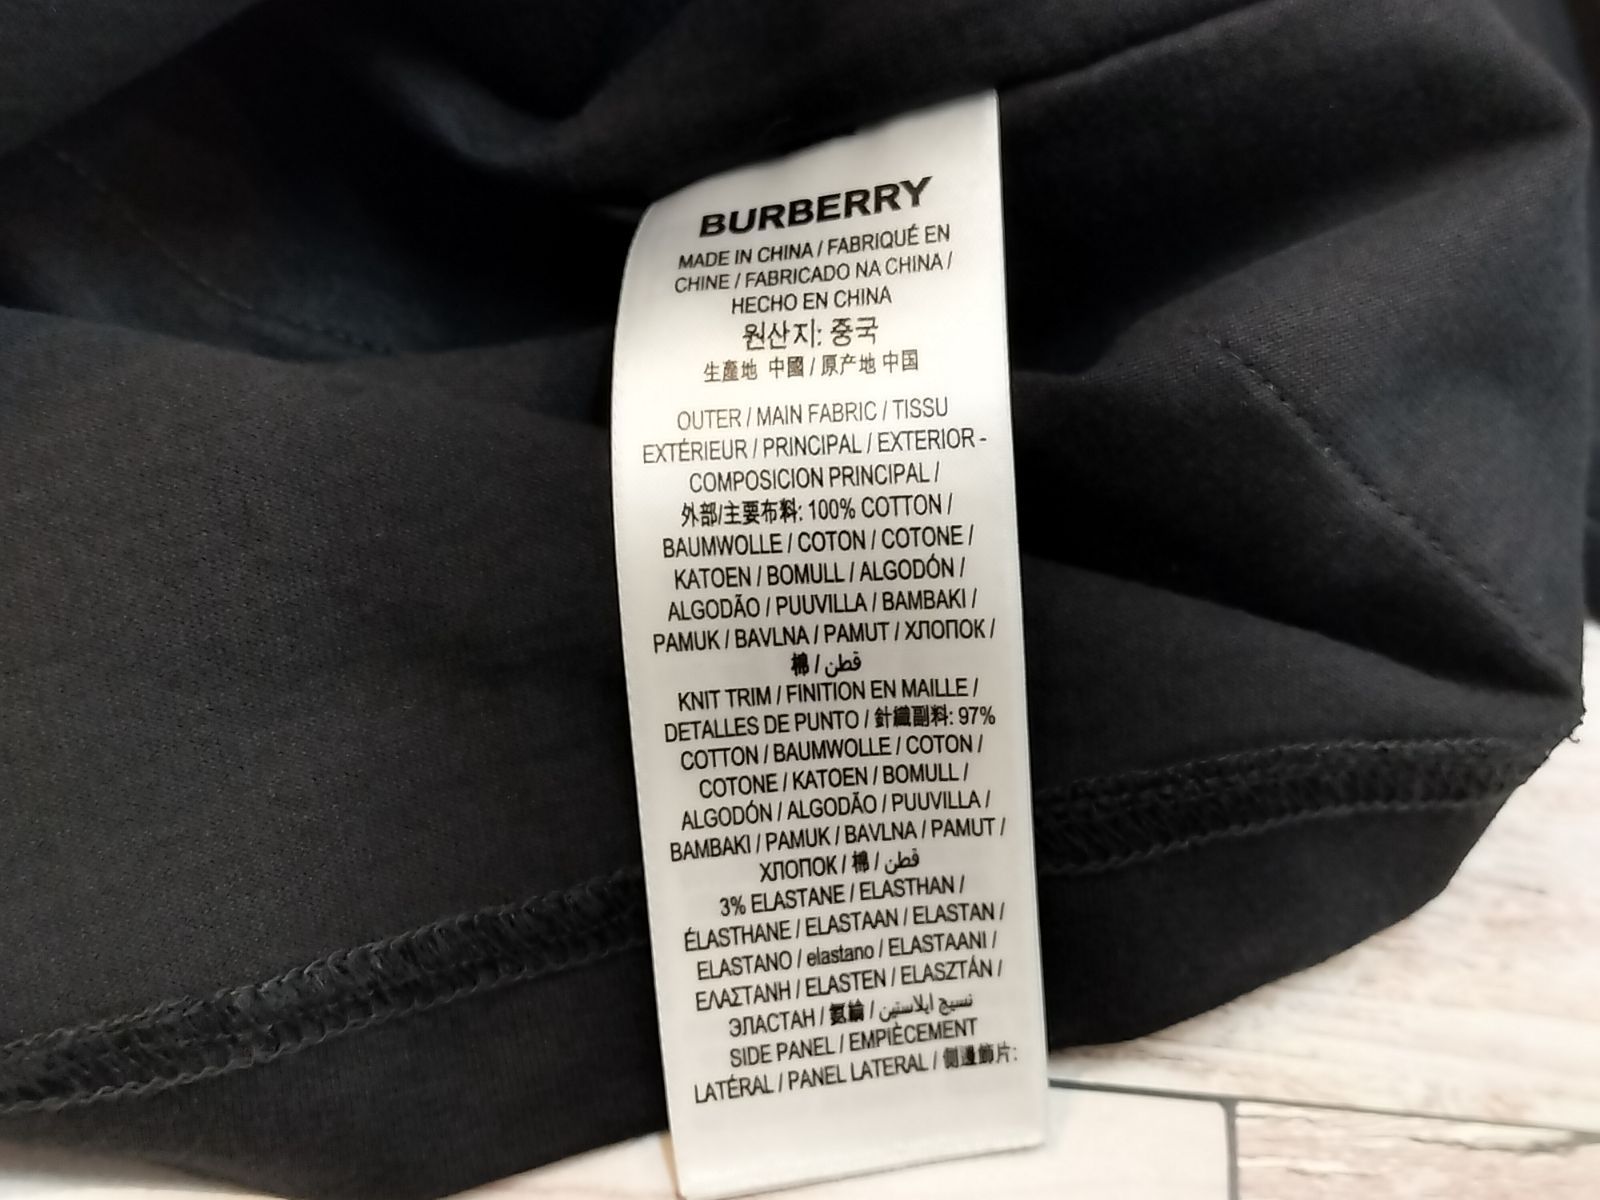 BURBERRY
MADE IN CHINA / FABRIQUÉ EN
CHINE / FABRICADO NA CHINA /
HECHO EN CHINA
원산지: 중국
生產地 中國 / 原产地 中国
OUTER / MAIN FABRIC / TISSU
EXTÉRIEUR / PRINCIPAL / EXTERIOR -
COMPOSICION PRINCIPAL /
外部/主要布料: 100% COTTON /
BAUMWOLLE / COTON / COTONE /
KATOEN / BOMULL / ALGODÓN /
ALGODÃO / PUUVILLA / BAMBAKI /
PAMUK / BAVLNA / PAMUT / ХЛОПОК /
棉 / قطن
KNIT TRIM / FINITION EN MAILLE /
DETALLES DE PUNTO / 針織副料: 97%
COTTON / BAUMWOLLE / COTON /
COTONE / KATOEN / BOMULL /
ALGODÓN / ALGODÃO / PUUVILLA /
BAMBAKI / PAMUK / BAVLNA / PAMUT /
ХЛОПОК / 棉 / قطن
3% ELASTANE / ELASTHAN /
ÉLASTHANE / ELASTAAN / ELASTAN /
ELASTANO / elastano / ELASTAANI /
ΕΛΑΣΤΑΝΗ / ELASTEN / ELASZTÁN /
ЭЛАСТАН / 氨綸 / نسيج ايلاستين
SIDE PANEL / EMPIÈCEMENT
LATÉRAL / PANEL LATERAL / 側邊飾片: